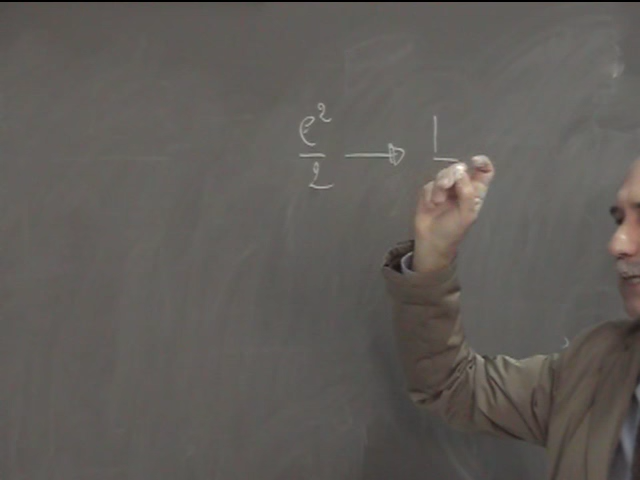 e²/2 → 1/